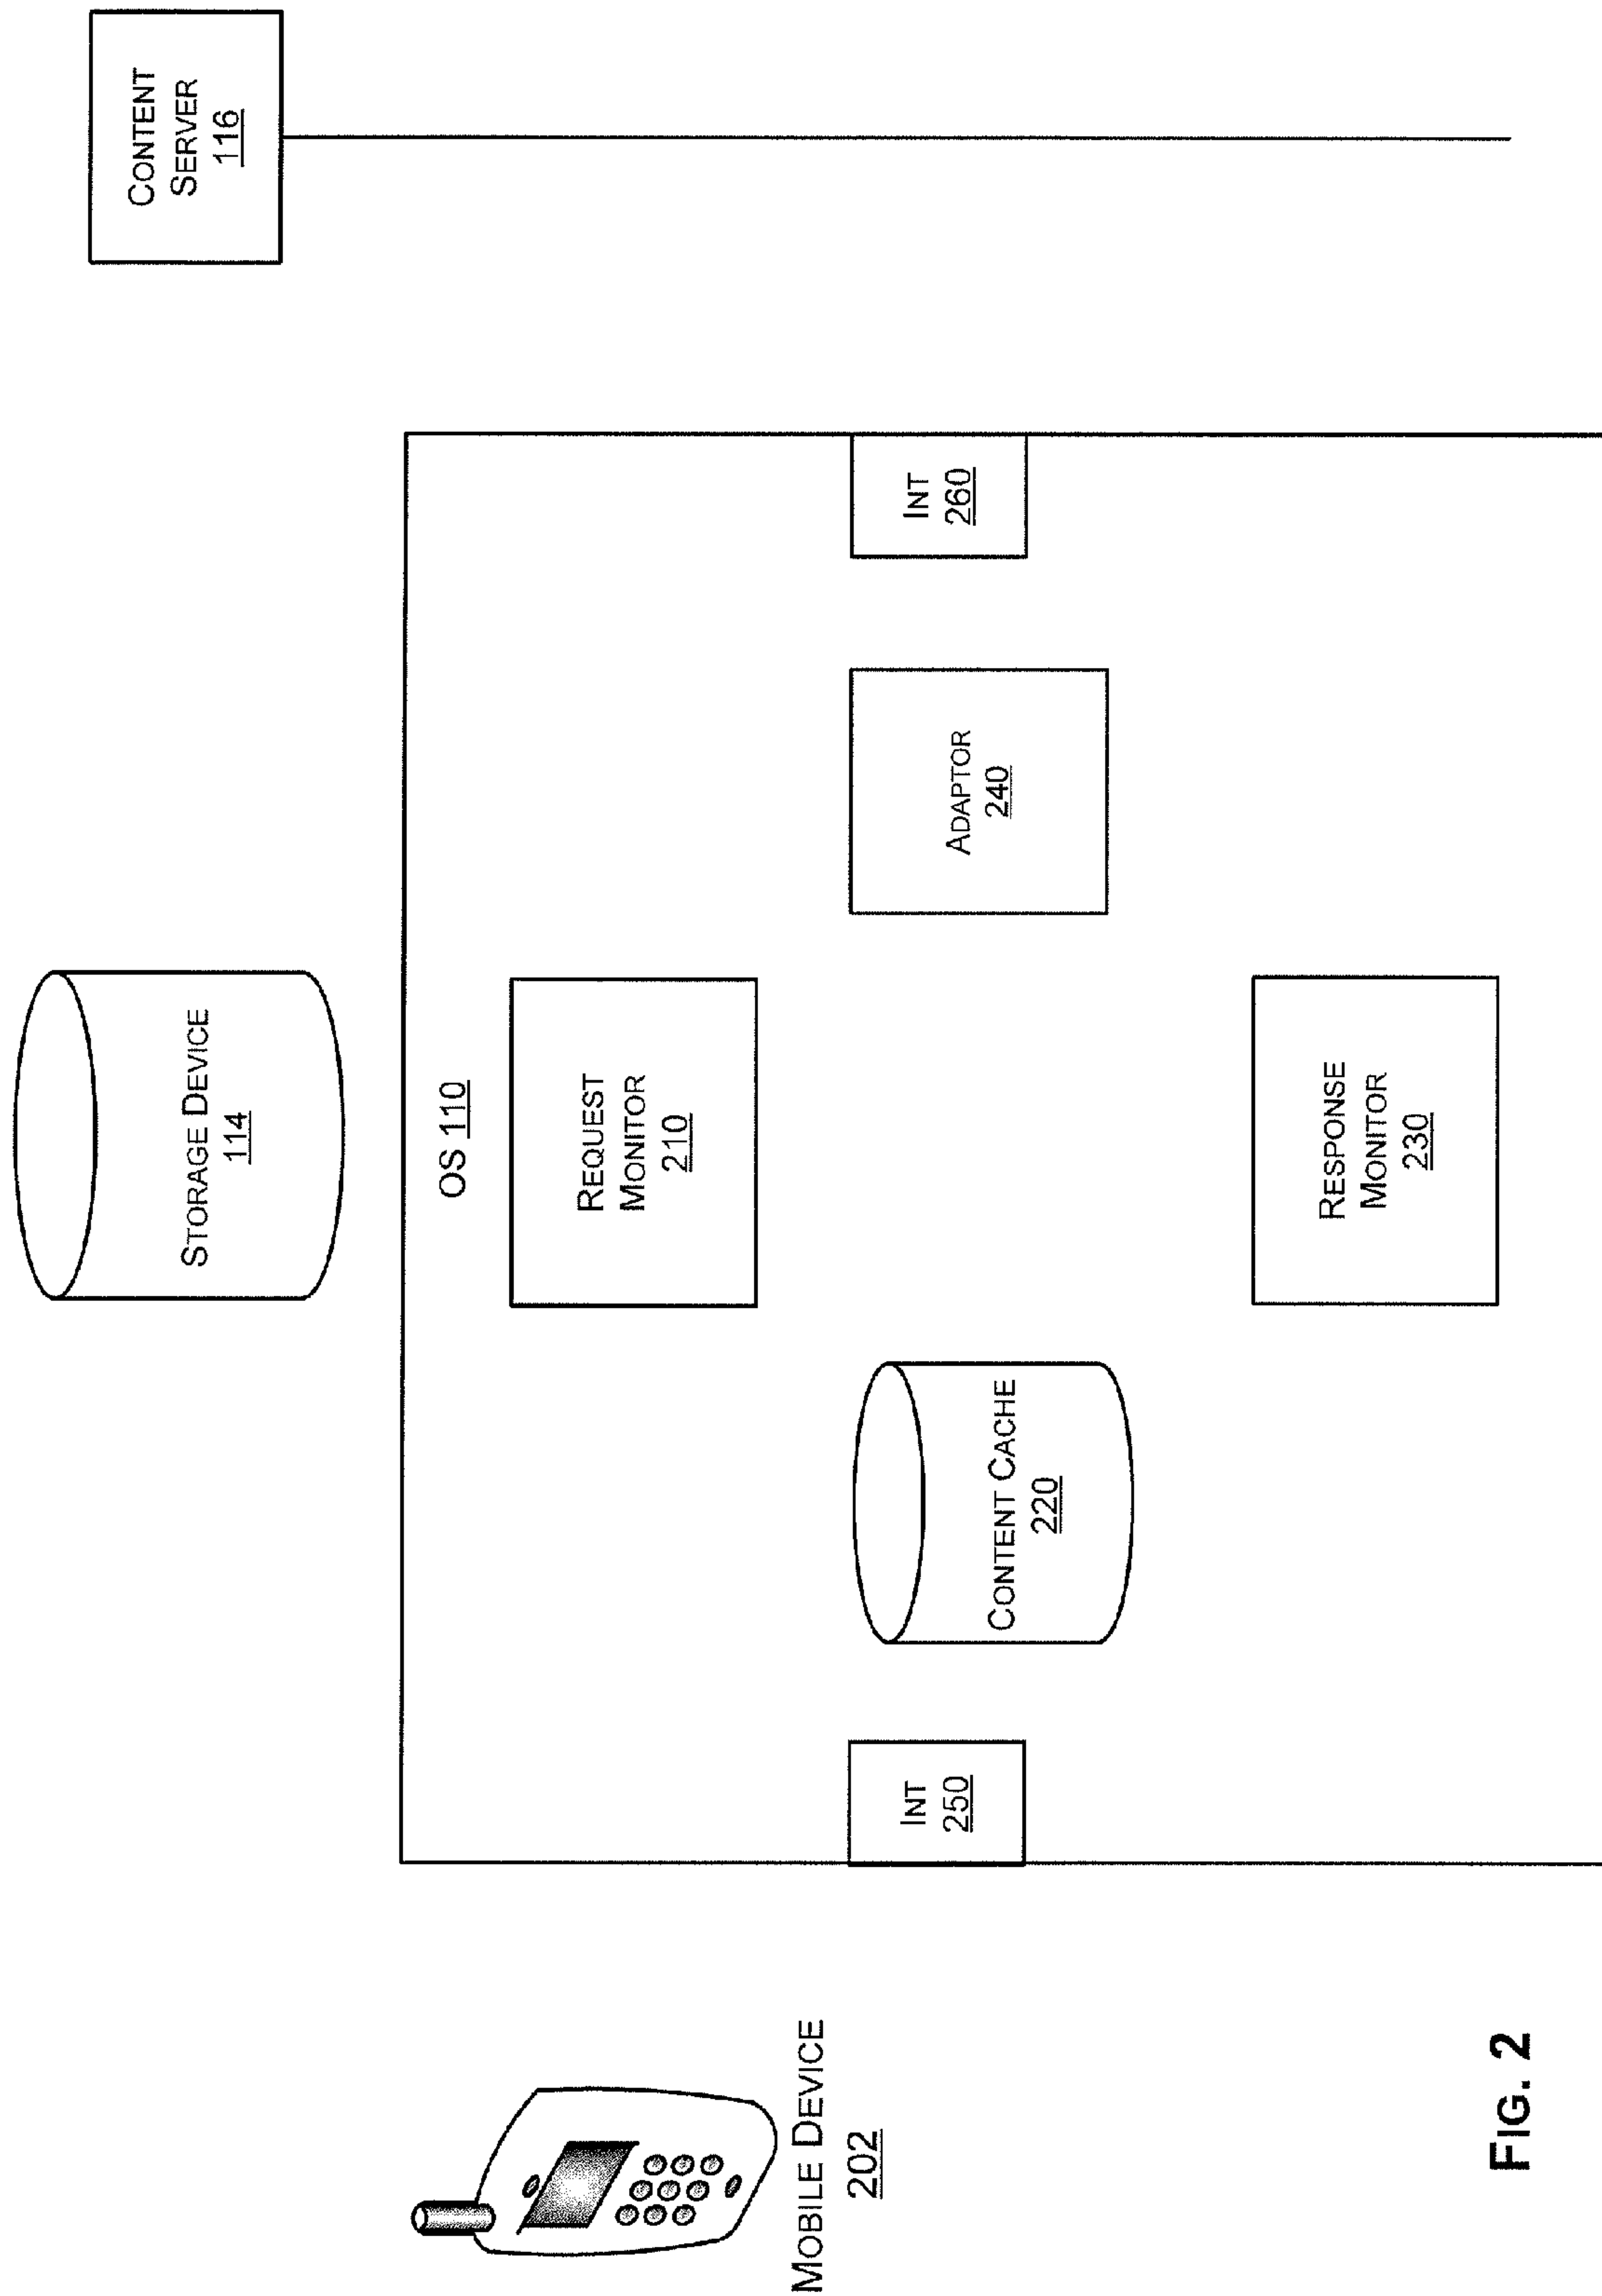 STORAGE DEVICE
114
CONTENT
SERVER
116
OS 110
REQUEST
MONITOR
210
MOBILE DEVICE
202
INT
250
CONTENT CACHE
220
ADAPTOR
240
INT
260
RESPONSE
MONITOR
230
FIG. 2